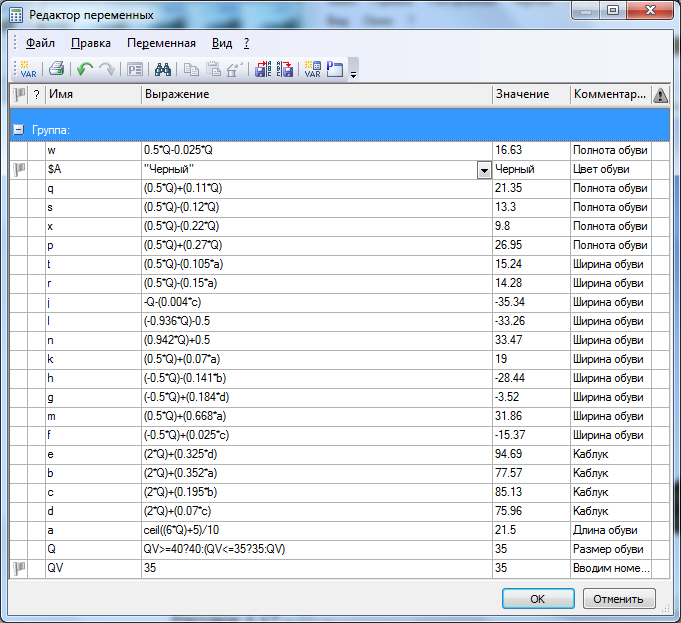 Редактор переменных
Файл Правка Переменная Вид ?
VAR VAR
? Имя Выражение Значение Комментар...
Группа:
w 0.5*Q-0.025*Q 16.63 Полнота обуви
$A "Черный" Черный Цвет обуви
q (0.5*Q)+(0.11*Q) 21.35 Полнота обуви
s (0.5*Q)-(0.12*Q) 13.3 Полнота обуви
x (0.5*Q)-(0.22*Q) 9.8 Полнота обуви
p (0.5*Q)+(0.27*Q) 26.95 Полнота обуви
t (0.5*Q)-(0.105*a) 15.24 Ширина обуви
r (0.5*Q)-(0.15*a) 14.28 Ширина обуви
j -Q-(0.004*c) -35.34 Ширина обуви
l (-0.936*Q)-0.5 -33.26 Ширина обуви
n (0.942*Q)+0.5 33.47 Ширина обуви
k (0.5*Q)+(0.07*a) 19 Ширина обуви
h (-0.5*Q)-(0.141*b) -28.44 Ширина обуви
g (-0.5*Q)+(0.184*d) -3.52 Ширина обуви
m (0.5*Q)+(0.668*a) 31.86 Ширина обуви
f (-0.5*Q)+(0.025*c) -15.37 Ширина обуви
e (2*Q)+(0.325*d) 94.69 Каблук
b (2*Q)+(0.352*a) 77.57 Каблук
c (2*Q)+(0.195*b) 85.13 Каблук
d (2*Q)+(0.07*c) 75.96 Каблук
a ceil((6*Q)+5)/10 21.5 Длина обуви
Q QV>=40?40:(QV<=35?35:QV) 35 Размер обуви
QV 35 35 Вводим номе...
OK Отменить